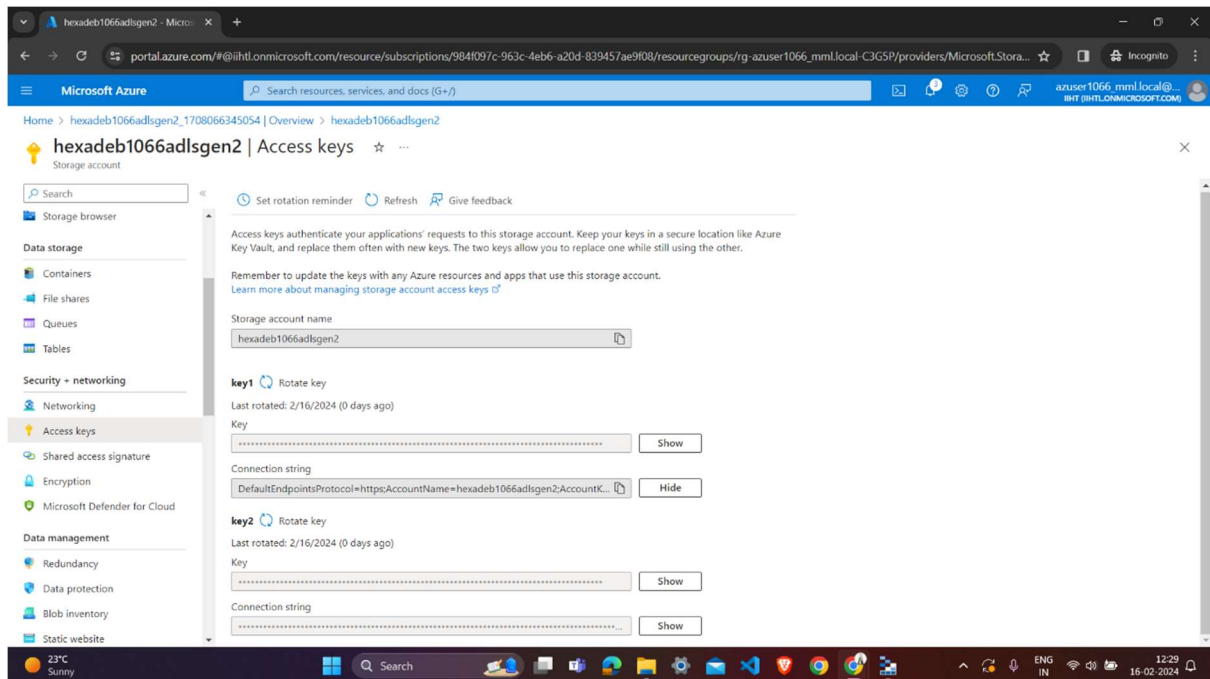 hexadeb1066adlsgen2 - Micros
portal.azure.com/#@iihtl.onmicrosoft.com/resource/subscriptions/984f097c-963c-4eb6-a20d-839457ae9f08/resourcegroups/rg-azuser1066_mml.local-C3G5P/providers/Microsoft.Stora...
Incognito
Microsoft Azure
Search resources, services, and docs (G+/)
3
azuser1066_mml.local@...
IIHT (IIHTL.ONMICROSOFT.COM)
Home > hexadeb1066adlsgen2_1708066345054 | Overview > hexadeb1066adlsgen2
hexadeb1066adlsgen2 | Access keys
Storage account
Search
Storage browser
Data storage
Containers
File shares
Queues
Tables
Security + networking
Networking
Access keys
Shared access signature
Encryption
Microsoft Defender for Cloud
Data management
Redundancy
Data protection
Blob inventory
Static website
Set rotation reminder Refresh Give feedback
Access keys authenticate your applications' requests to this storage account. Keep your keys in a secure location like Azure
Key Vault, and replace them often with new keys. The two keys allow you to replace one while still using the other.
Remember to update the keys with any Azure resources and apps that use this storage account.
Learn more about managing storage account access keys
Storage account name
hexadeb1066adlsgen2
key1 Rotate key
Last rotated: 2/16/2024 (0 days ago)
Key
Show
Connection string
DefaultEndpointsProtocol=https;AccountName=hexadeb1066adlsgen2;AccountK...
Hide
key2 Rotate key
Last rotated: 2/16/2024 (0 days ago)
Key
Show
Connection string
Show
23°C
Sunny
Search
ENG
IN
12:29
16-02-2024